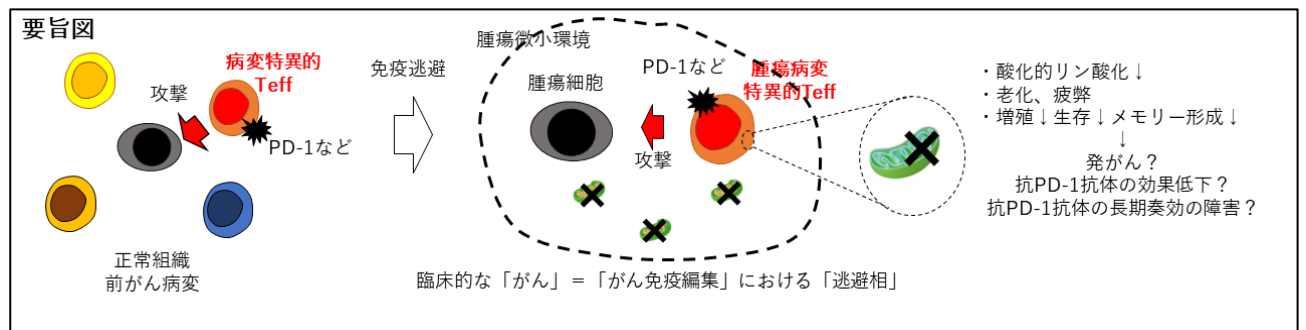 要旨図
病変特異的
Teff
攻撃
PD-1など
正常組織
前がん病変
免疫逃避
腫瘍微小環境
腫瘍細胞
PD-1など
腫瘍病変
特異的Teff
攻撃
臨床的な「がん」＝「がん免疫編集」における「逃避相」
・酸化的リン酸化↓
・老化、疲弊
・増殖↓生存↓メモリー形成↓
↓
発がん？
抗PD-1抗体の効果低下？
抗PD-1抗体の長期奏効の障害？